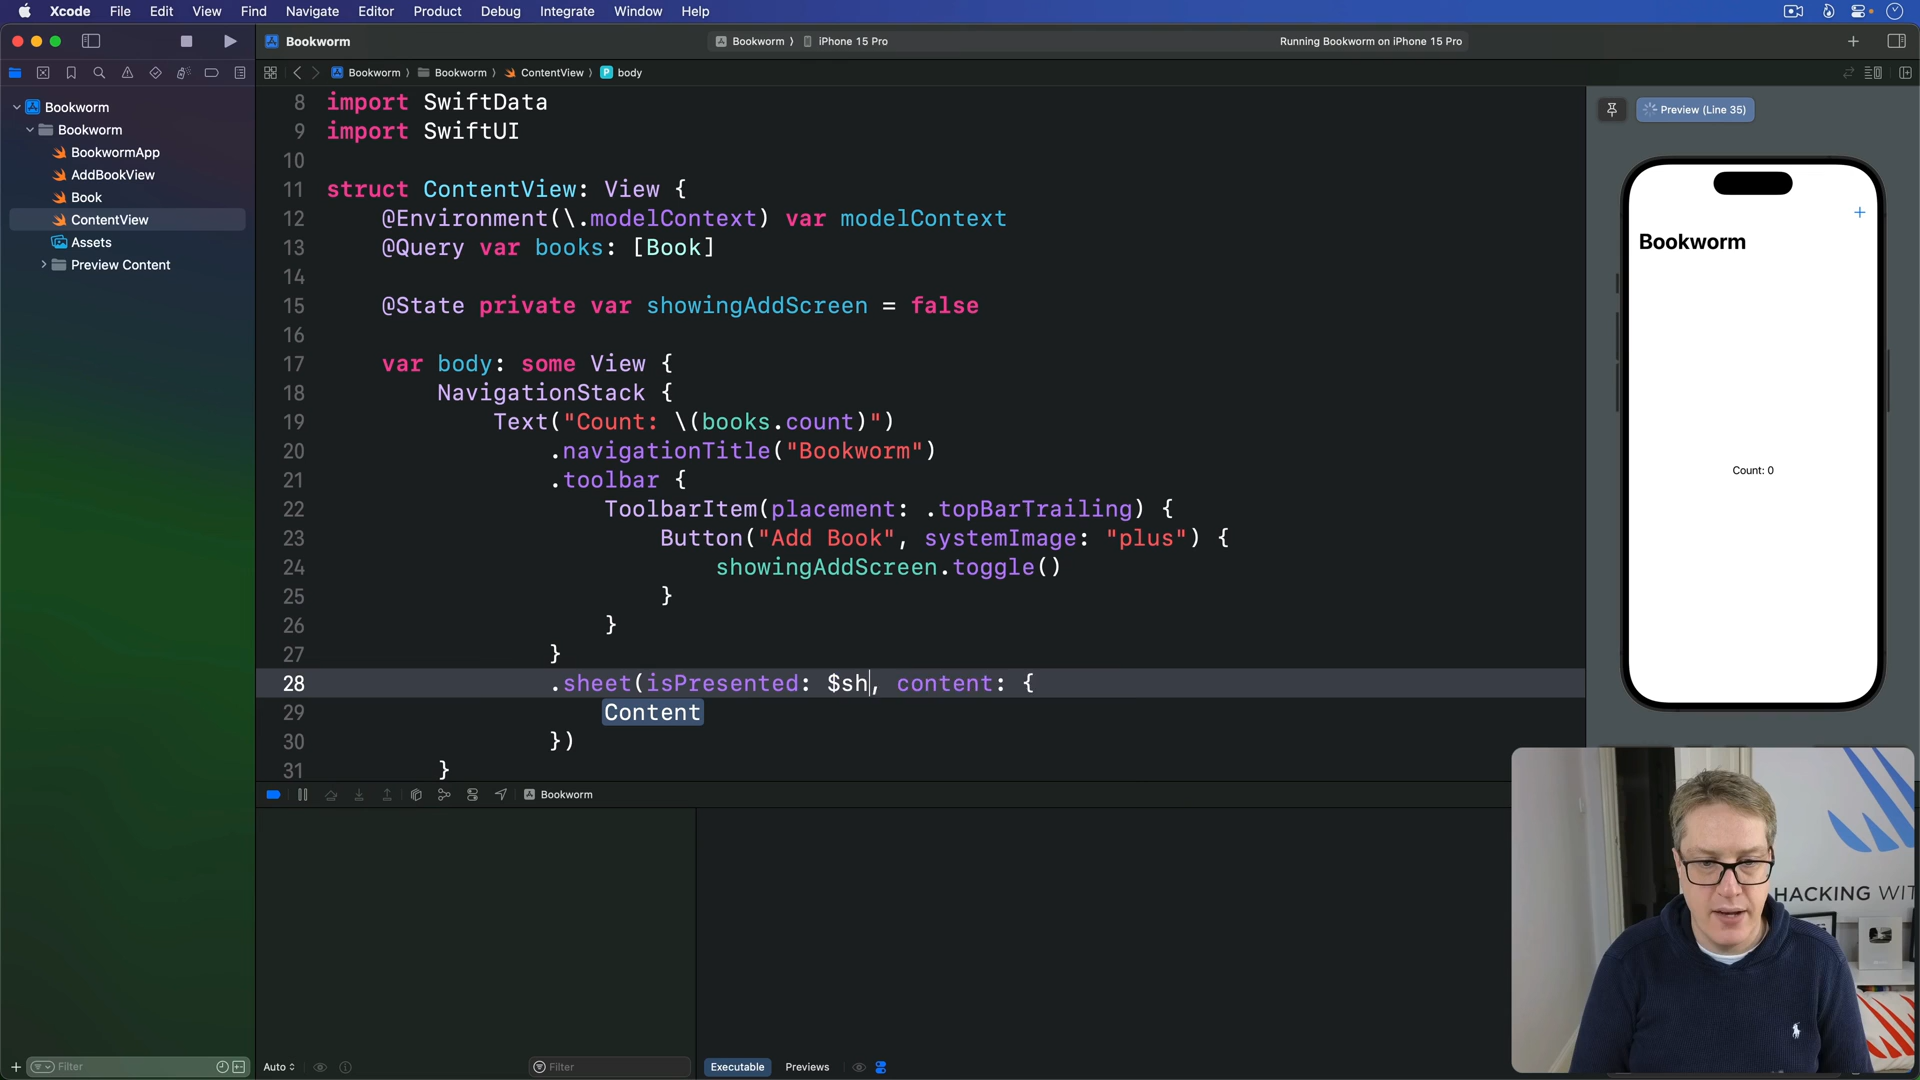 Xcode File Edit View Find Navigate Editor Product Debug Integrate Window Help
Bookworm
Bookworm 〉 iPhone 15 Pro
Running Bookworm on iPhone 15 Pro
Bookworm 〉 Bookworm 〉 ContentView 〉 body
Bookworm
Bookworm
BookwormApp
AddBookView
Book
ContentView
Assets
Preview Content
8 import SwiftData
9 import SwiftUI
10
11 struct ContentView: View {
12 @Environment(\.modelContext) var modelContext
13 @Query var books: [Book]
14
15 @State private var showingAddScreen = false
16
17 var body: some View {
18 NavigationStack {
19 Text("Count: \(books.count)")
20 .navigationTitle("Bookworm")
21 .toolbar {
22 ToolbarItem(placement: .topBarTrailing) {
23 Button("Add Book", systemImage: "plus") {
24 showingAddScreen.toggle()
25 }
26 }
27 }
28 .sheet(isPresented: $sh, content: {
29 Content
30 })
31 }
Preview (Line 35)
Bookworm
Count: 0
Bookworm
HACKING WIT
Filter
Auto
Filter
Executable
Previews